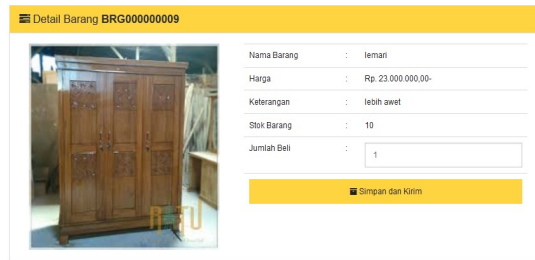 Detail Barang BRG000000009
Nama Barang : lemari
Harga : Rp. 23.000.000,00-
Keterangan : lebih awet
Stok Barang : 10
Jumlah Beli : 1
Simpan dan Kirim